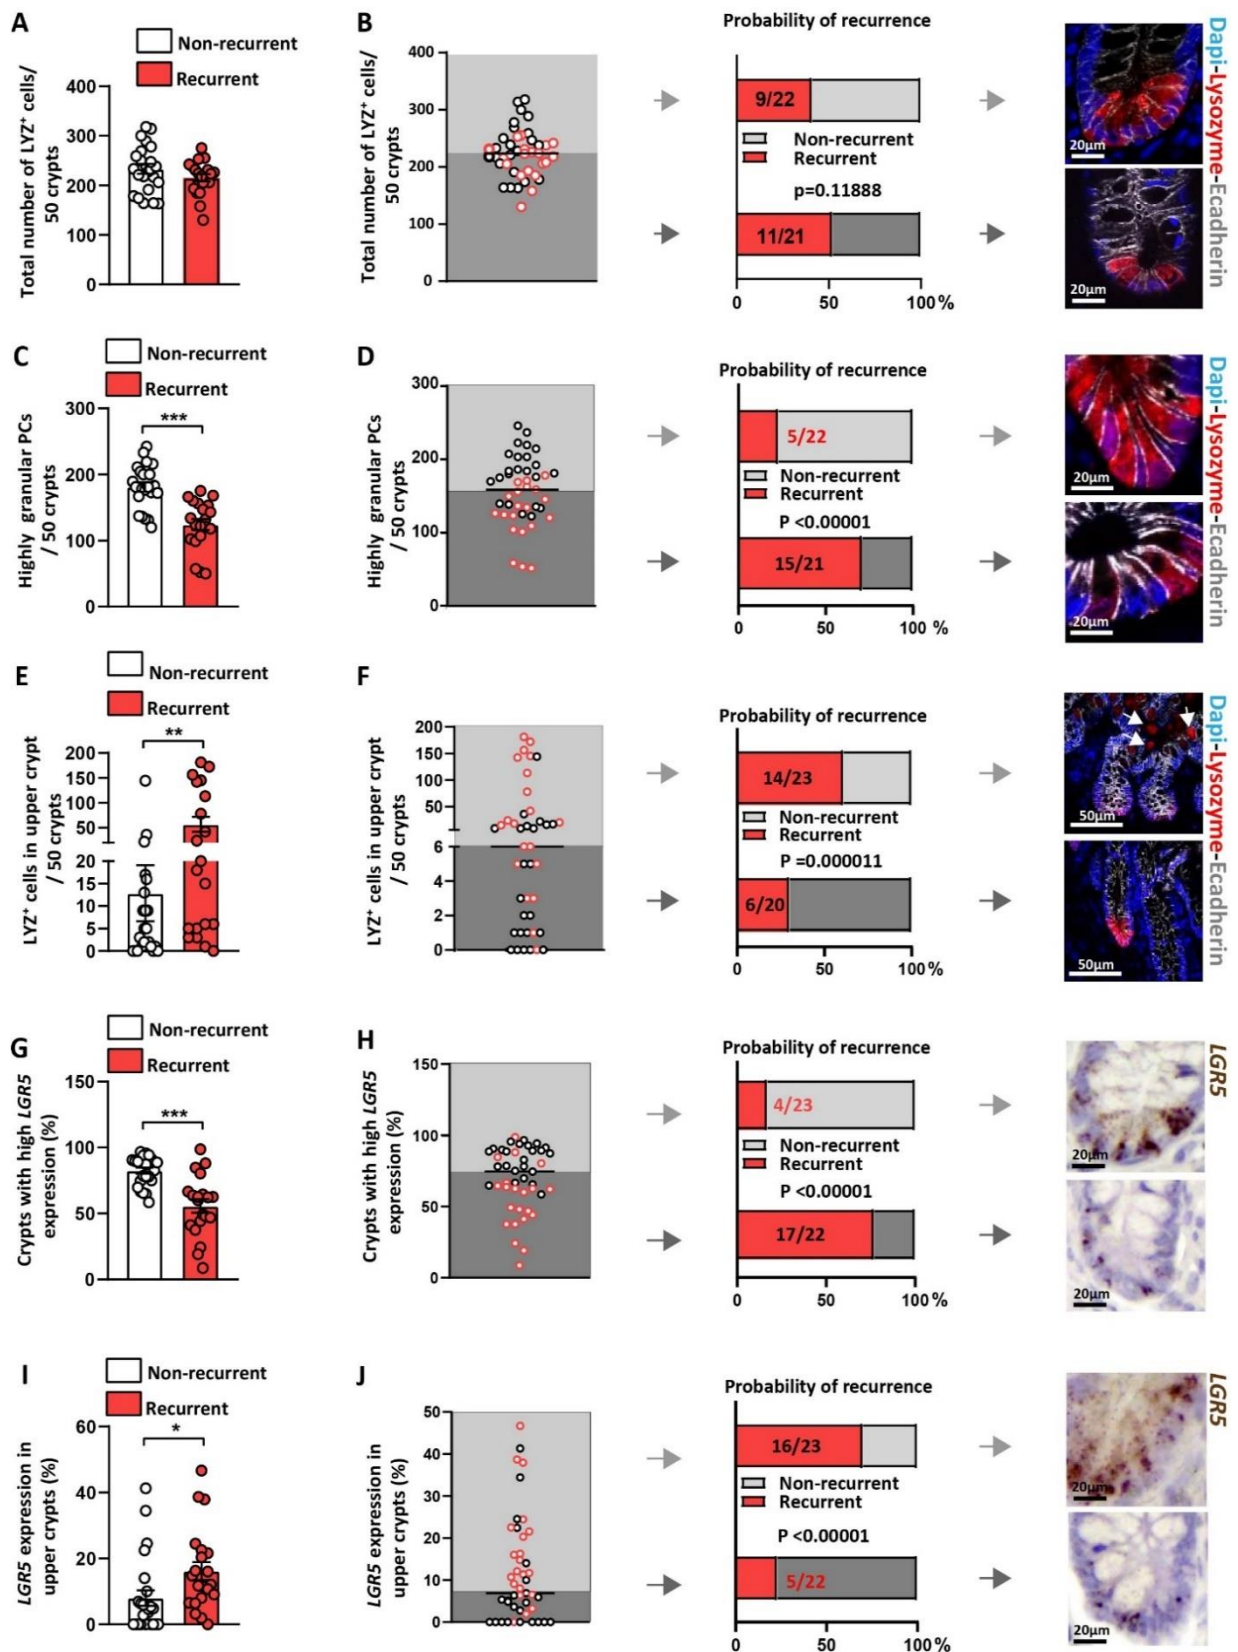 A
Non-recurrent
Recurrent
Total number of LYZ+ cells/
50 crypts
400
300
200
100
0
B
Total number of LYZ+ cells/
50 crypts
400
300
200
100
0
Probability of recurrence
9/22
Non-recurrent
Recurrent
p=0.11888
11/21
0 50 100 %
20µm
20µm
Dapi-Lysozyme-Ecadherin
C
Non-recurrent
Recurrent
Highly granular PCs
/ 50 crypts
300
200
100
0
***
D
Highly granular PCs
/ 50 crypts
300
200
100
0
Probability of recurrence
5/22
Non-recurrent
Recurrent
P <0.00001
15/21
0 50 100 %
20µm
20µm
Dapi-Lysozyme-Ecadherin
E
Non-recurrent
Recurrent
LYZ+ cells in upper crypt
/ 50 crypts
200
150
100
50
20
15
10
5
0
**
F
LYZ+ cells in upper crypt
/ 50 crypts
200
150
100
50
6
4
2
0
Probability of recurrence
14/23
Non-recurrent
Recurrent
P =0.000011
6/20
0 50 100 %
50µm
50µm
Dapi-Lysozyme-Ecadherin
G
Non-recurrent
Recurrent
Crypts with high LGR5
expression (%)
150
100
50
0
***
H
Crypts with high LGR5
expression (%)
150
100
50
0
Probability of recurrence
4/23
Non-recurrent
Recurrent
P <0.00001
17/22
0 50 100 %
20µm
20µm
LGR5
I
Non-recurrent
Recurrent
LGR5 expression in
upper crypts (%)
60
40
20
0
*
J
LGR5 expression in
upper crypts (%)
50
40
30
20
10
0
Probability of recurrence
16/23
Non-recurrent
Recurrent
P <0.00001
5/22
0 50 100 %
20µm
20µm
LGR5